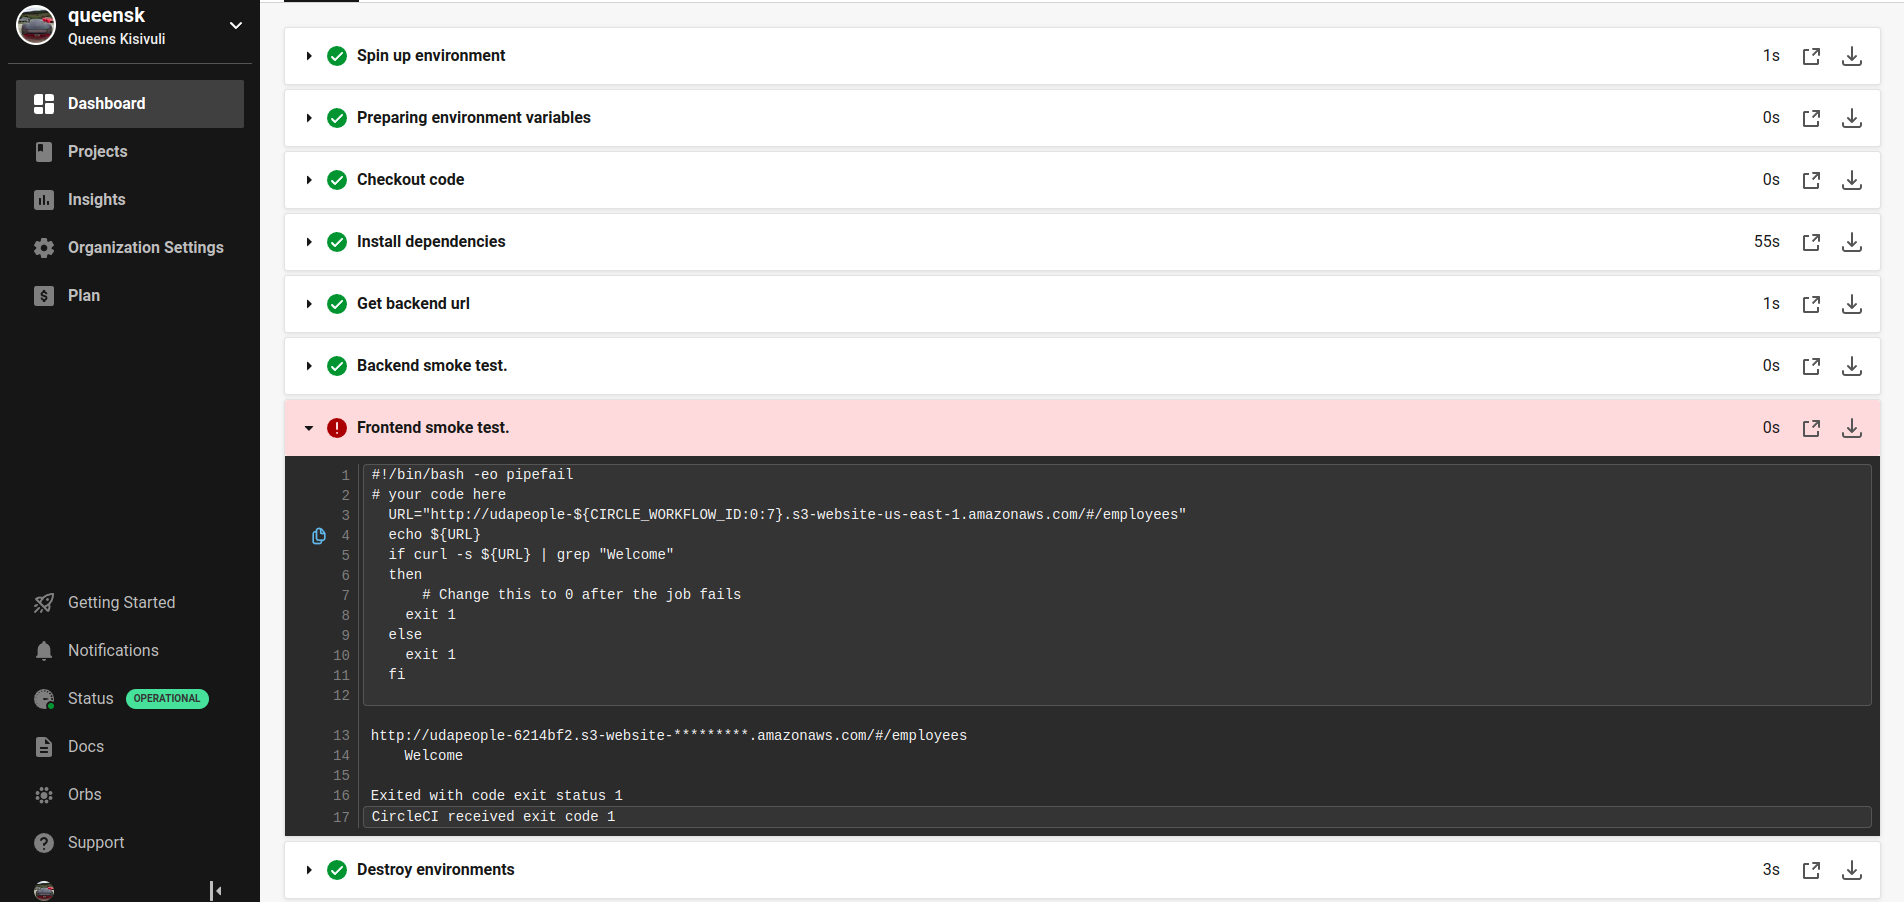 queensk
Queens Kisivuli
Dashboard
Projects
Insights
Organization Settings
Plan
Getting Started
Notifications
Status OPERATIONAL
Docs
Orbs
Support
Spin up environment 1s
Preparing environment variables 0s
Checkout code 0s
Install dependencies 55s
Get backend url 1s
Backend smoke test. 0s
Frontend smoke test. 0s
1 #!/bin/bash -eo pipefail
2 # your code here
3 URL="http://udapeople-${CIRCLE_WORKFLOW_ID:0:7}.s3-website-us-east-1.amazonaws.com/#/employees"
4 echo ${URL}
5 if curl -s ${URL} | grep "Welcome"
6 then
7 # Change this to 0 after the job fails
8 exit 1
9 else
10 exit 1
11 fi
12
13 http://udapeople-6214bf2.s3-website-*********.amazonaws.com/#/employees
14 Welcome
15
16 Exited with code exit status 1
17 CircleCI received exit code 1
Destroy environments 3s